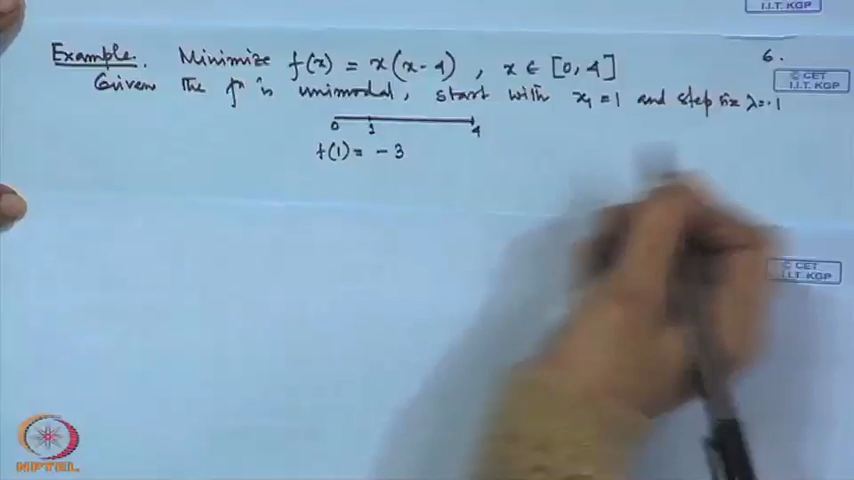 Example. Minimize f(x) = x(x-4), x ∈ [0, 4]
6.
Given the fn is unimodal, start with x₁ = 1 and step size λ = .1
0 1 4
f(1) = -3
I.I.T. KGP
© CET
I.I.T. KGP
© CET
I.I.T. KGP
NPTEL